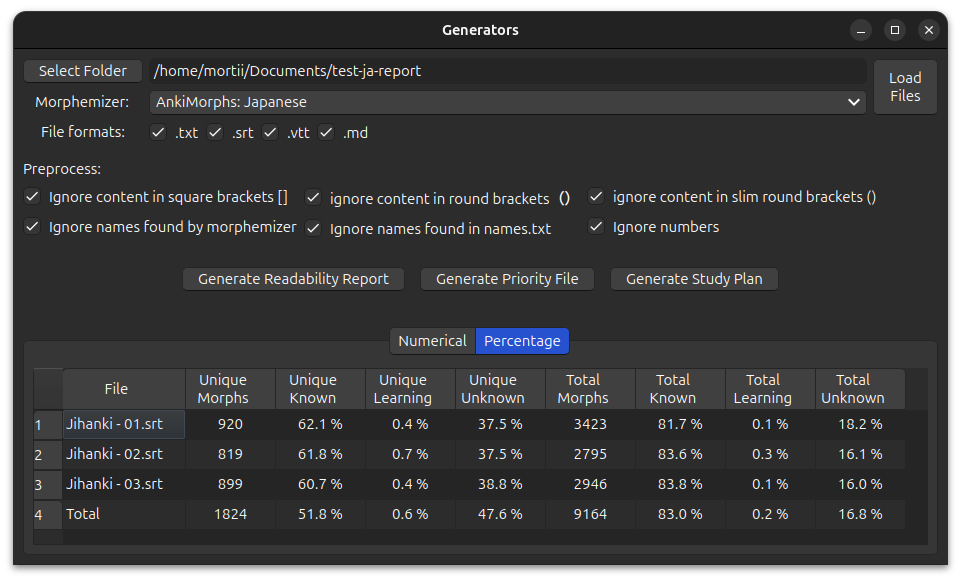 Generators
Select Folder /home/mortii/Documents/test-ja-report Load Files
Morphemizer: AnkiMorphs: Japanese
File formats: .txt .srt .vtt .md
Preprocess:
Ignore content in square brackets [] ignore content in round brackets （） ignore content in slim round brackets ()
Ignore names found by morphemizer Ignore names found in names.txt Ignore numbers
Generate Readability Report Generate Priority File Generate Study Plan
Numerical Percentage
File Unique Morphs Unique Known Unique Learning Unique Unknown Total Morphs Total Known Total Learning Total Unknown
1 Jihanki - 01.srt 920 62.1 % 0.4 % 37.5 % 3423 81.7 % 0.1 % 18.2 %
2 Jihanki - 02.srt 819 61.8 % 0.7 % 37.5 % 2795 83.6 % 0.3 % 16.1 %
3 Jihanki - 03.srt 899 60.7 % 0.4 % 38.8 % 2946 83.8 % 0.1 % 16.0 %
4 Total 1824 51.8 % 0.6 % 47.6 % 9164 83.0 % 0.2 % 16.8 %